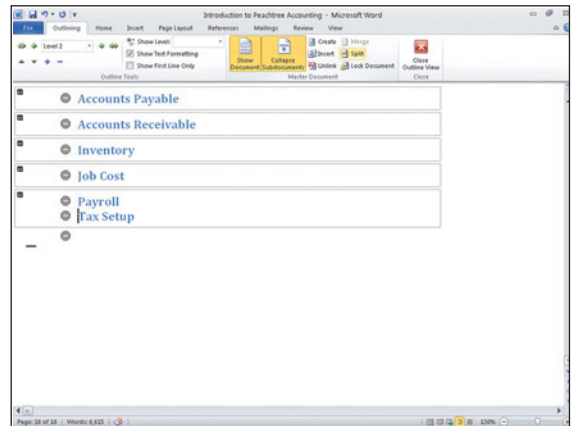 Introduction to Peachtree Accounting - Microsoft Word
File Outlining Home Insert Page Layout References Mailings Review View
Level 2
Show Level:
Show Text Formatting
Show First Line Only
Outline Tools
Show Document
Collapse Subdocuments
Create Merge
Insert Split
Unlink Lock Document
Master Document
Close Outline View
Close
Accounts Payable
Accounts Receivable
Inventory
Job Cost
Payroll
Tax Setup
Page: 18 of 18 Words: 4,615 130%